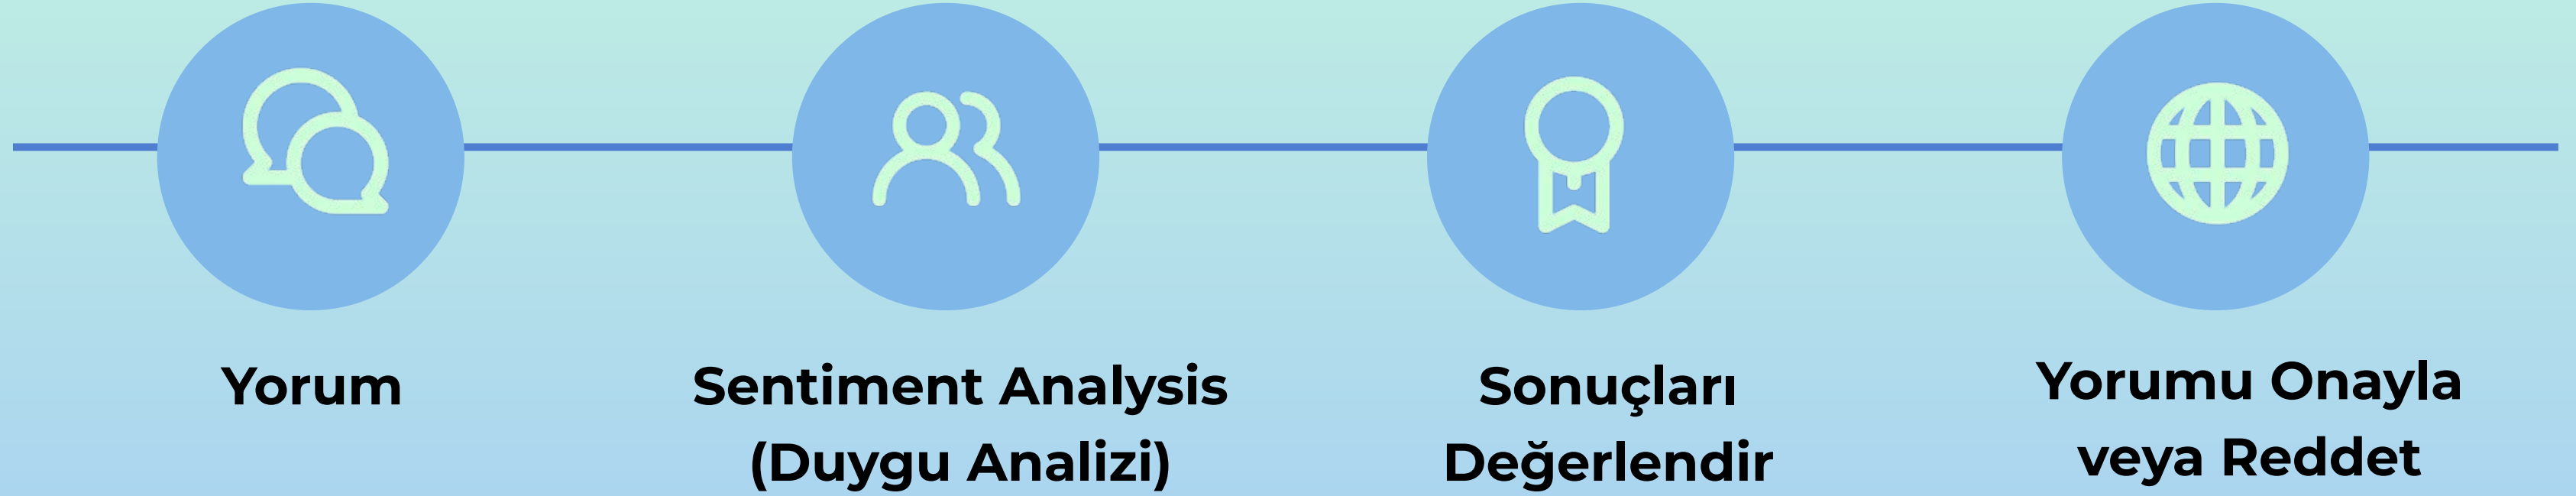 Yorum
Sentiment Analysis
(Duygu Analizi)
Sonuçları
Değerlendir
Yorumu Onayla
veya Reddet